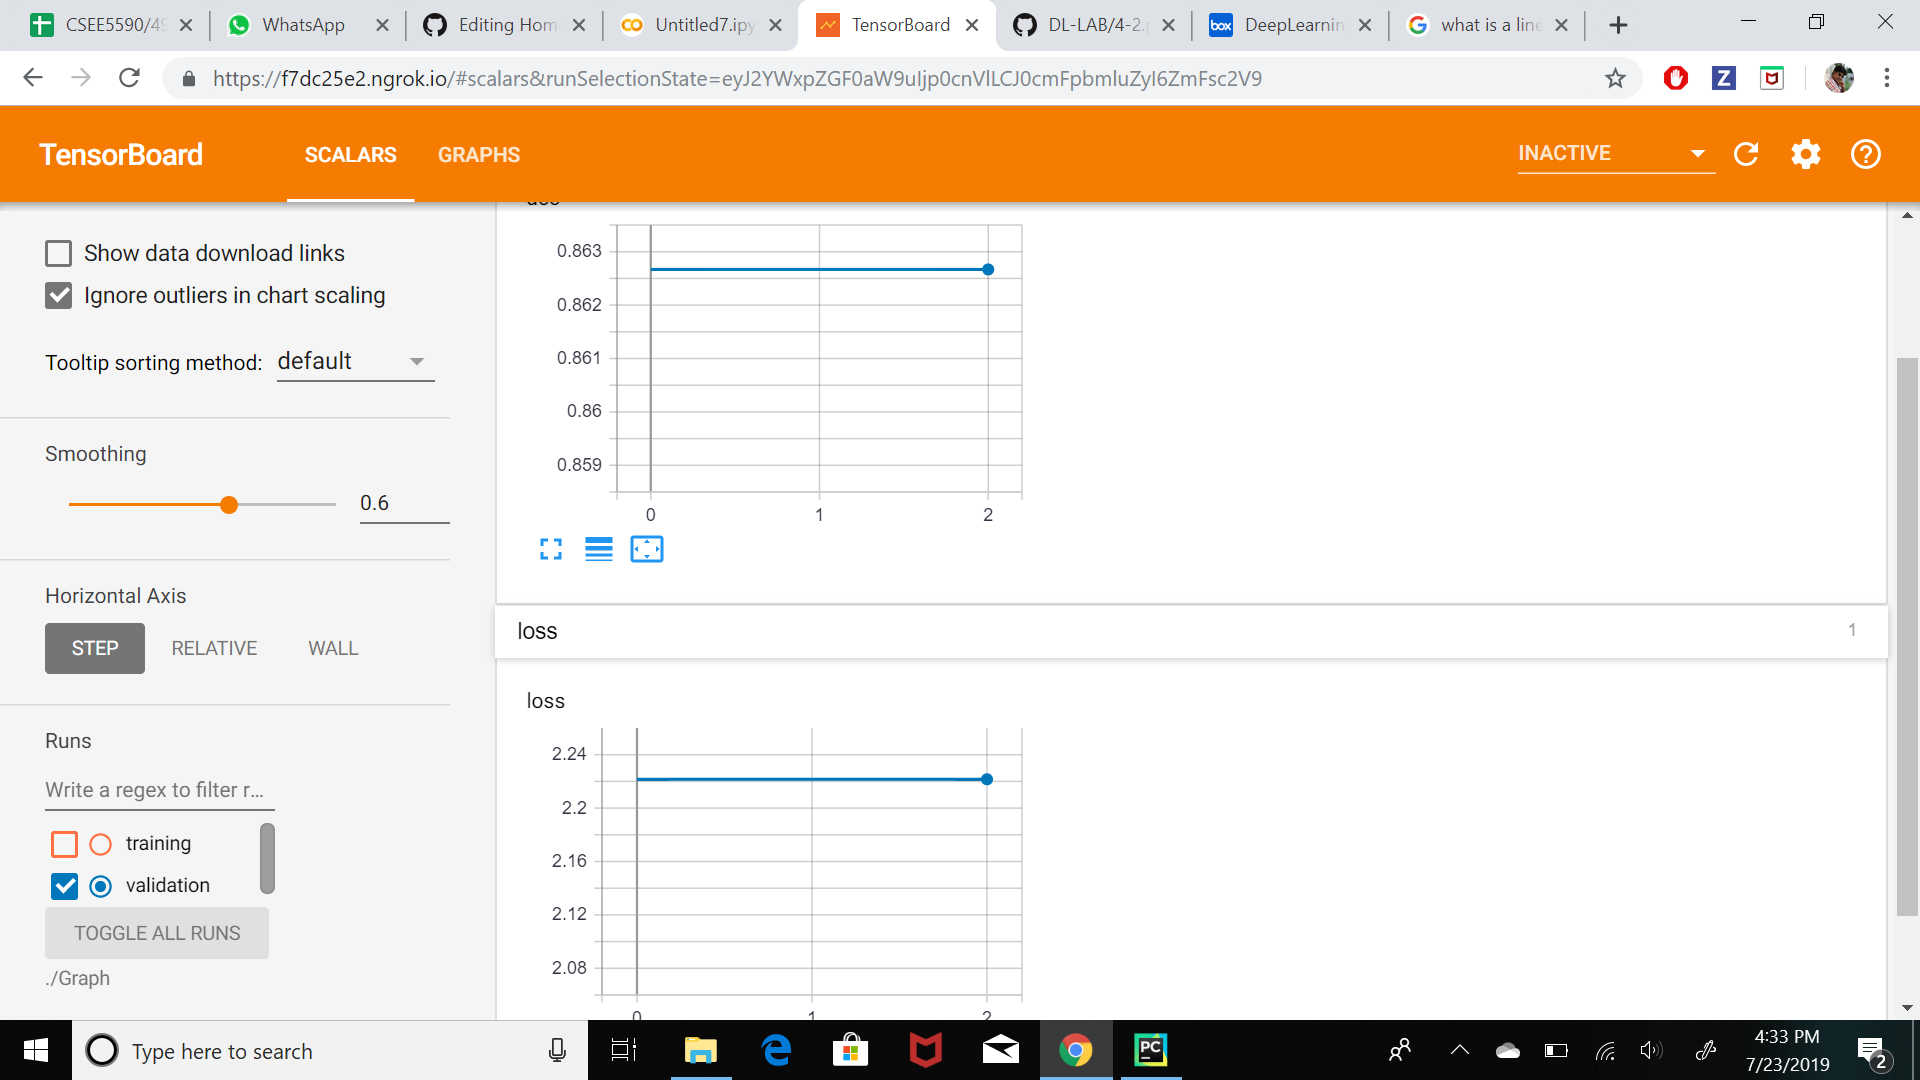 CSEE5590/49
WhatsApp
Editing Hom
Untitled7.ipy
TensorBoard
DL-LAB/4-2.p
box
DeepLearnin
what is a line
https://f7dc25e2.ngrok.io/#scalars&runSelectionState=eyJ2YWxpZGF0aW9uIjp0cnVlLCJ0cmFpbmluZyI6ZmFsc2V9
TensorBoard
SCALARS
GRAPHS
INACTIVE
Show data download links
Ignore outliers in chart scaling
Tooltip sorting method: default
Smoothing
0.6
Horizontal Axis
STEP
RELATIVE
WALL
Runs
Write a regex to filter r...
training
validation
TOGGLE ALL RUNS
./Graph
0.863
0.862
0.861
0.86
0.859
0 1 2
loss
1
loss
2.24
2.2
2.16
2.12
2.08
0 1 2
Type here to search
PC
4:33 PM
7/23/2019
2